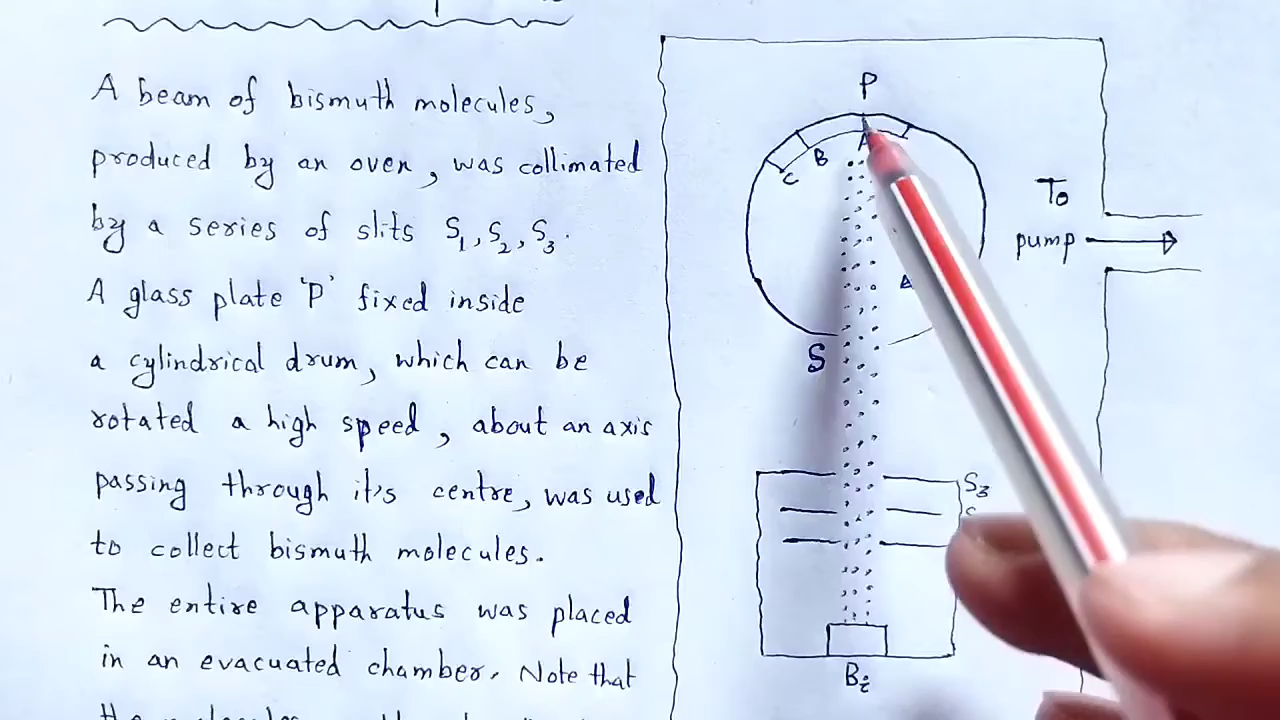 A beam of bismuth molecules,
produced by an oven, was collimated
by a series of slits S1, S2, S3.
A glass plate 'P' fixed inside
a cylindrical drum, which can be
rotated a high speed, about an axis
passing through it's centre, was used
to collect bismuth molecules.
The entire apparatus was placed
in an evacuated chamber. Note that
P
A
B
C
To
pump
S
S3
Bi